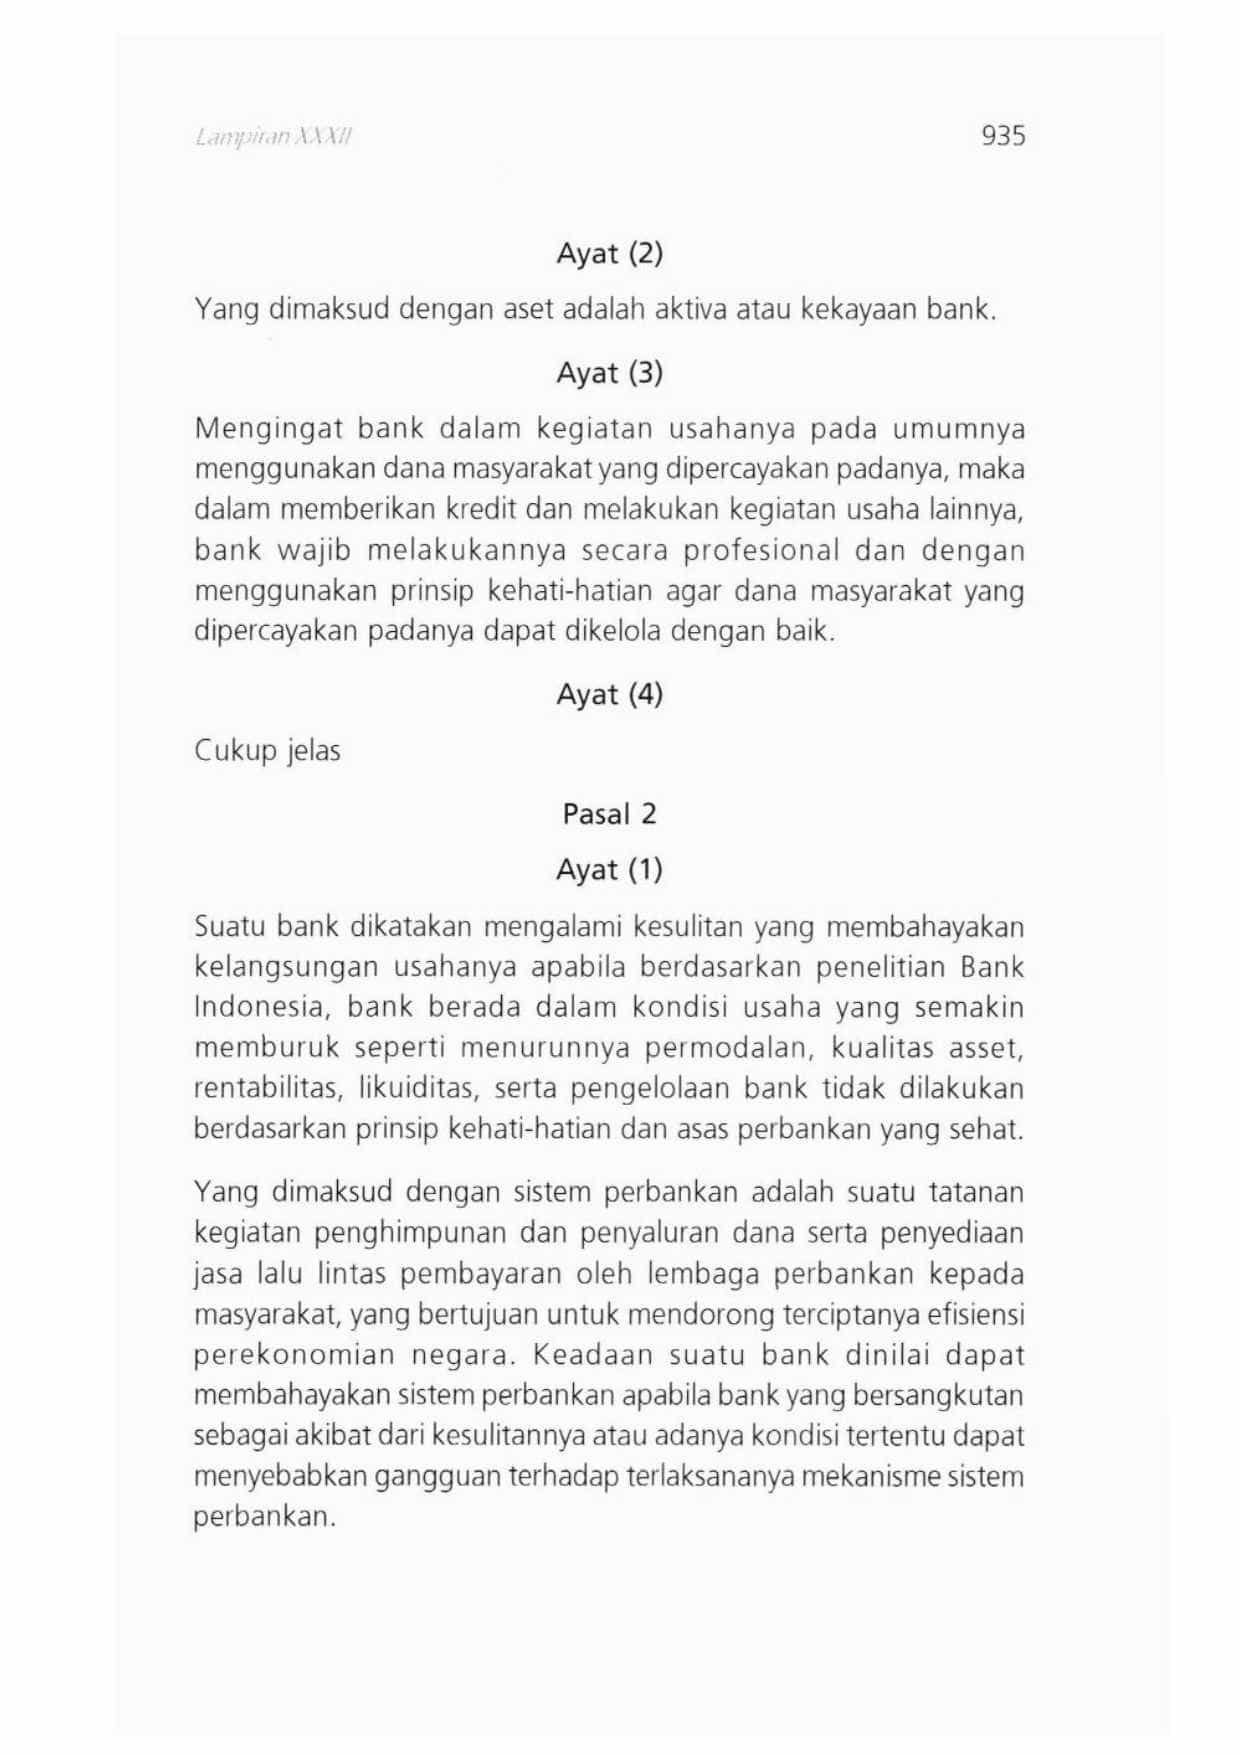 Lampiran XXXII 935
Ayat (2)
Yang dimaksud dengan aset adalah aktiva atau kekayaan bank.
Ayat (3)
Mengingat bank dalam kegiatan usahanya pada umumnya
menggunakan dana masyarakat yang dipercayakan padanya, maka
dalam memberikan kredit dan melakukan kegiatan usaha lainnya,
bank wajib melakukannya secara profesional dan dengan
menggunakan prinsip kehati-hatian agar dana masyarakat yang
dipercayakan padanya dapat dikelola dengan baik.
Ayat (4)
Cukup jelas
Pasal 2
Ayat (1)
Suatu bank dikatakan mengalami kesulitan yang membahayakan
kelangsungan usahanya apabila berdasarkan penelitian Bank
Indonesia, bank berada dalam kondisi usaha yang semakin
memburuk seperti menurunnya permodalan, kualitas asset,
rentabilitas, likuiditas, serta pengelolaan bank tidak dilakukan
berdasarkan prinsip kehati-hatian dan asas perbankan yang sehat.
Yang dimaksud dengan sistem perbankan adalah suatu tatanan
kegiatan penghimpunan dan penyaluran dana serta penyediaan
jasa lalu lintas pembayaran oleh lembaga perbankan kepada
masyarakat, yang bertujuan untuk mendorong terciptanya efisiensi
perekonomian negara. Keadaan suatu bank dinilai dapat
membahayakan sistem perbankan apabila bank yang bersangkutan
sebagai akibat dari kesulitannya atau adanya kondisi tertentu dapat
menyebabkan gangguan terhadap terlaksananya mekanisme sistem
perbankan.